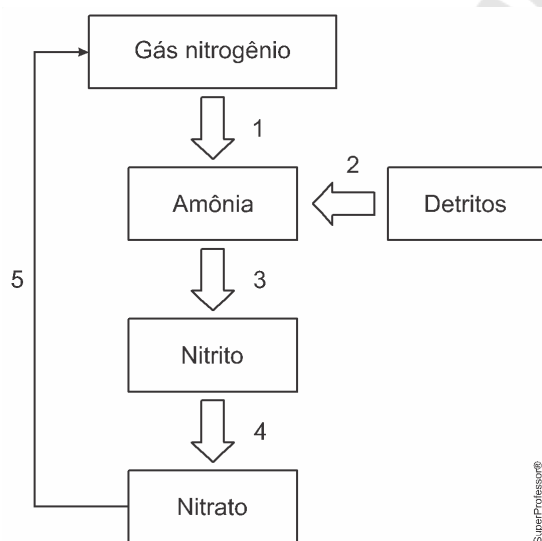 Gás nitrogênio
1
2
Amônia
Detritos
5
3
Nitrito
4
Nitrato
SuperProfessor®